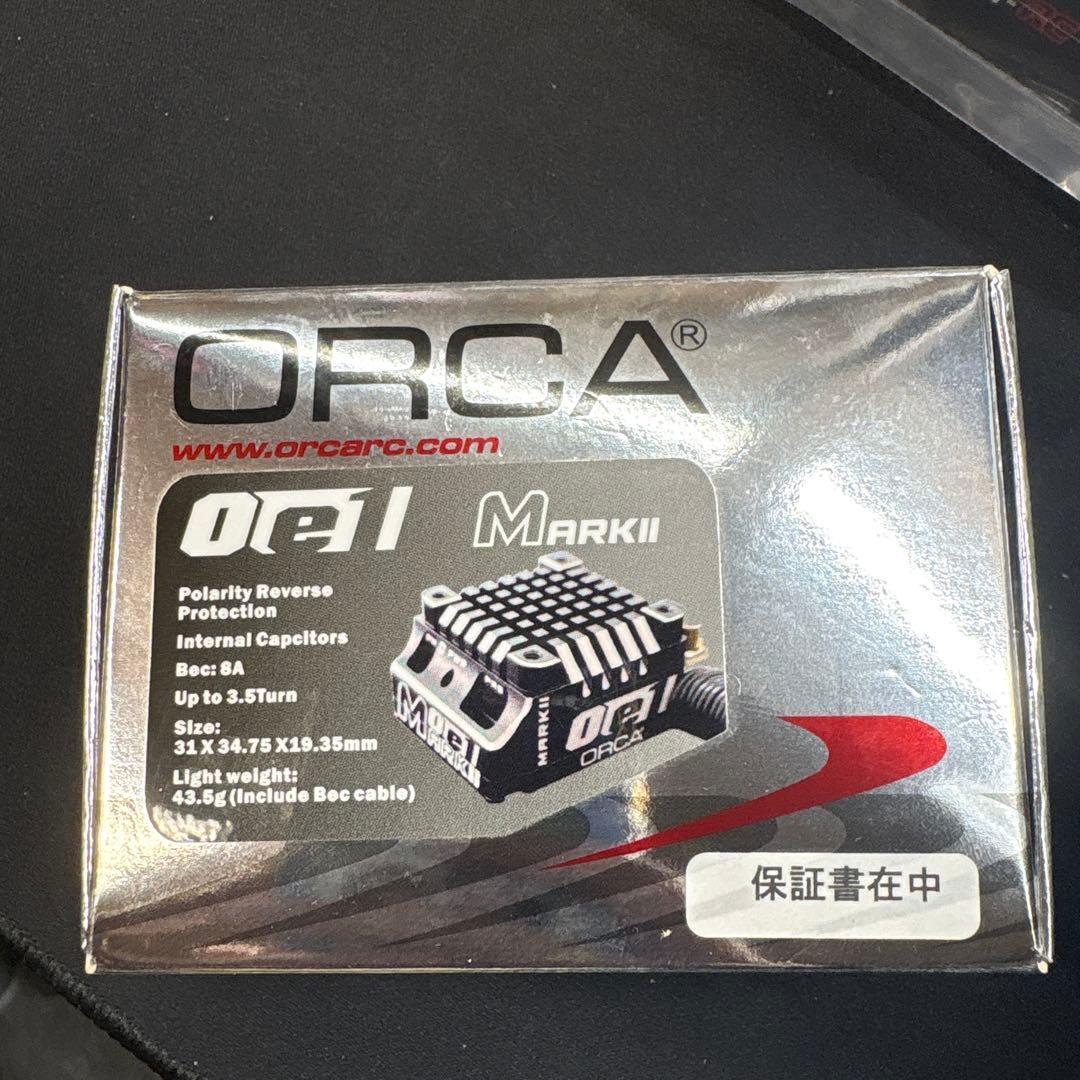 ORCA®
www.orcarc.com
OE1 MARKII
Polarity Reverse
Protection
Internal Capcitors
Bec: 8A
Up to 3.5Turn
Size:
31 X 34.75 X19.35mm
Light weight:
43.5g (Include Bec cable)
OE1
MARKII
MARKII
OE1
ORCA
保証書在中